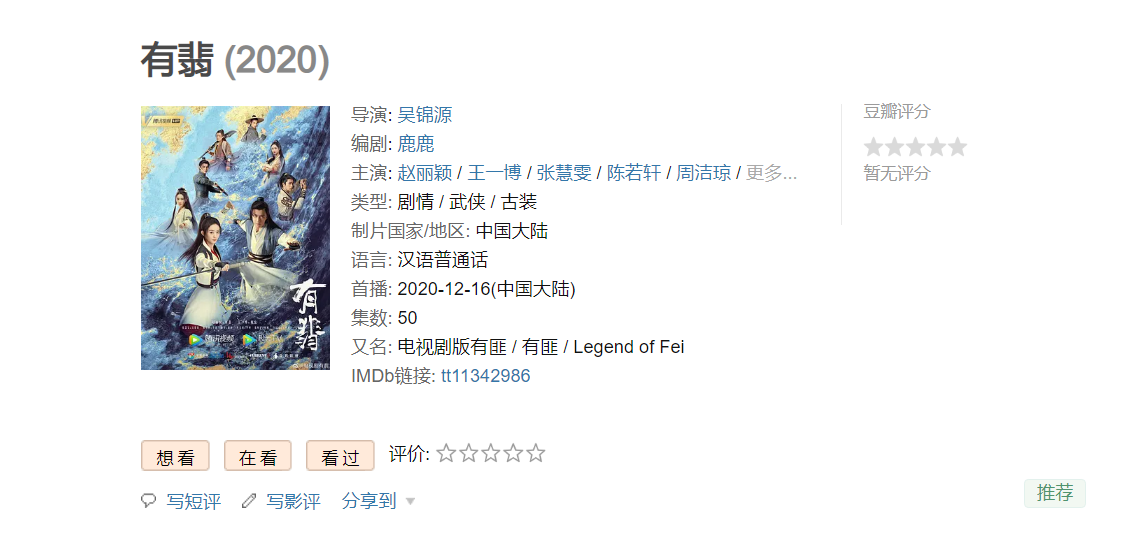 有翡 (2020)
有翡
腾讯视频
导演: 吴锦源
编剧: 鹿鹿
主演: 赵丽颖 / 王一博 / 张慧雯 / 陈若轩 / 周洁琼 / 更多...
类型: 剧情 / 武侠 / 古装
制片国家/地区: 中国大陆
语言: 汉语普通话
首播: 2020-12-16(中国大陆)
集数: 50
又名: 电视剧版有匪 / 有匪 / Legend of Fei
IMDb链接: tt11342986
豆瓣评分
暂无评分
想看 在看 看过 评价:
写短评 写影评 分享到
推荐